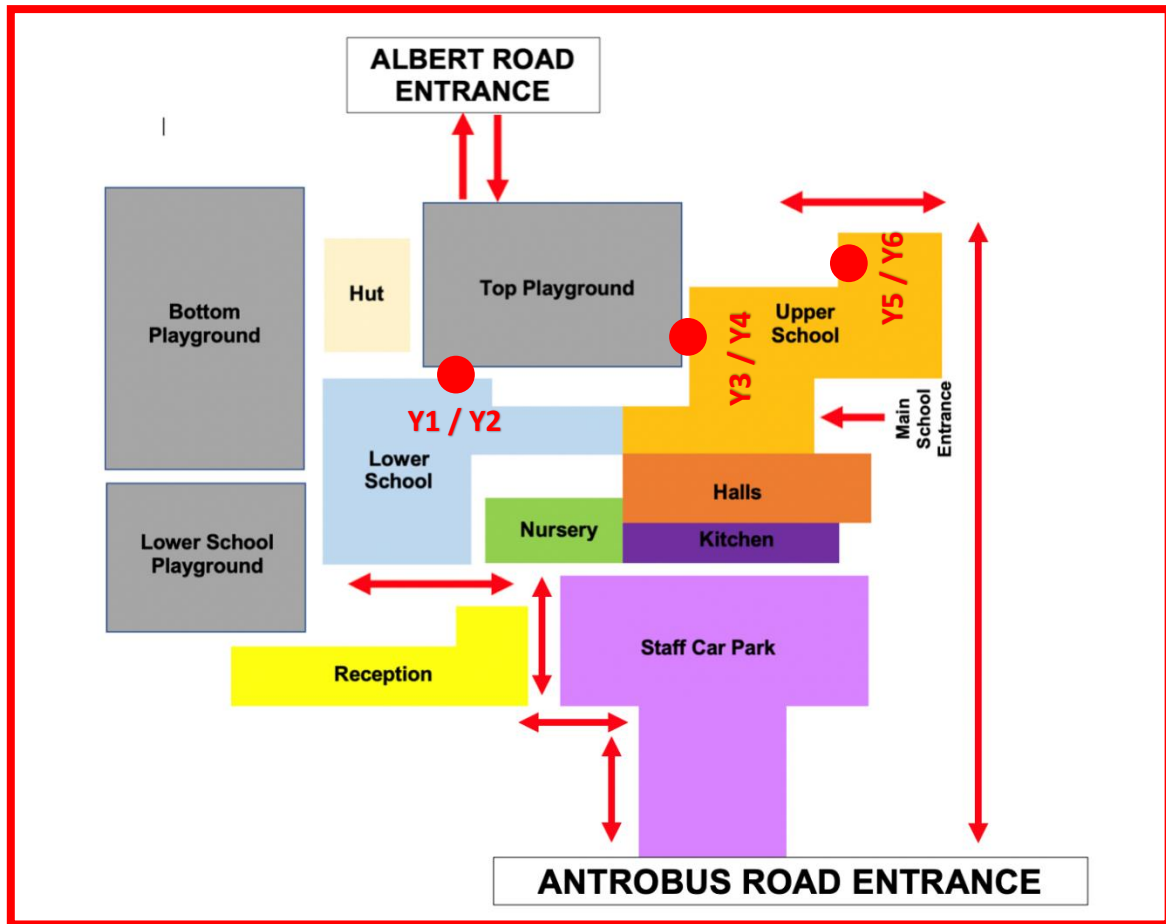 ALBERT ROAD
ENTRANCE
Bottom
Playground
Hut
Top Playground
Upper
School
Y5 / Y6
Y3 / Y4
Y1 / Y2
Main
School
Entrance
Lower
School
Halls
Nursery
Kitchen
Lower School
Playground
Staff Car Park
Reception
ANTROBUS ROAD ENTRANCE